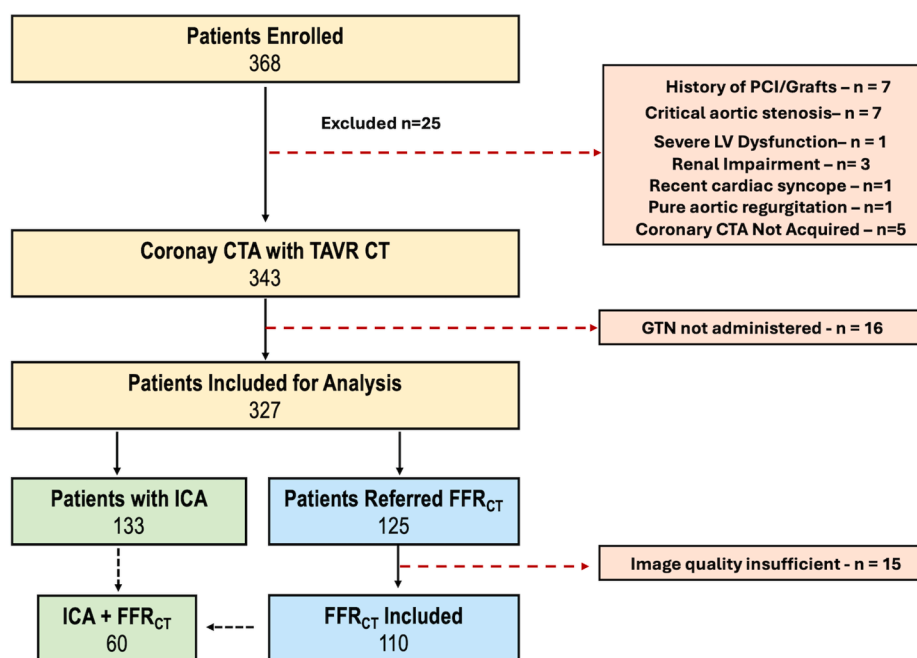 Patients Enrolled
368
Excluded n=25
History of PCI/Grafts – n = 7
Critical aortic stenosis– n = 7
Severe LV Dysfunction– n = 1
Renal Impairment – n= 3
Recent cardiac syncope – n=1
Pure aortic regurgitation – n=1
Coronary CTA Not Acquired – n=5
Coronay CTA with TAVR CT
343
GTN not administered - n = 16
Patients Included for Analysis
327
Patients with ICA
133
Patients Referred FFRCT
125
Image quality insufficient - n = 15
ICA + FFRCT
60
FFRCT Included
110